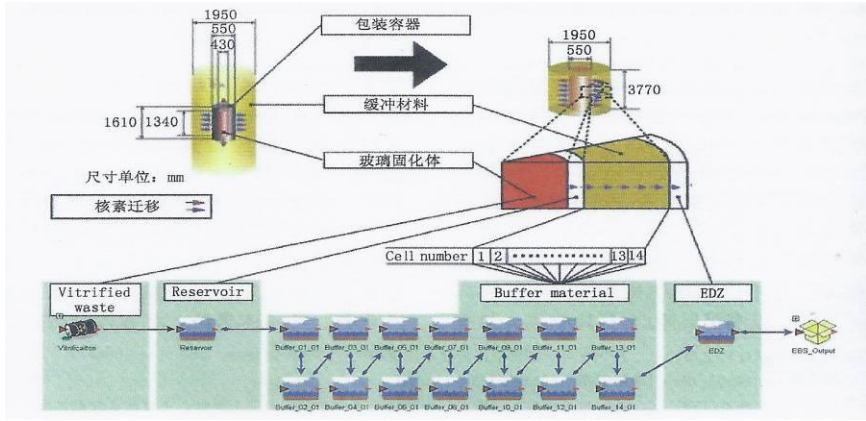 1950
550
430
包装容器
1950
550
3770
1610
1340
缓冲材料
玻璃固化体
尺寸单位：mm
核素迁移
Cell number 1 2 13 14
Vitrified
waste
Reservoir
Buffer material
EDZ
Vitrification
Reservoir
Buffer_01_01
Buffer_03_01
Buffer_05_01
Buffer_07_01
Buffer_09_01
Buffer_11_01
Buffer_13_01
EDZ
EBS_Output
Buffer_02_01
Buffer_04_01
Buffer_06_01
Buffer_08_01
Buffer_10_01
Buffer_12_01
Buffer_14_01